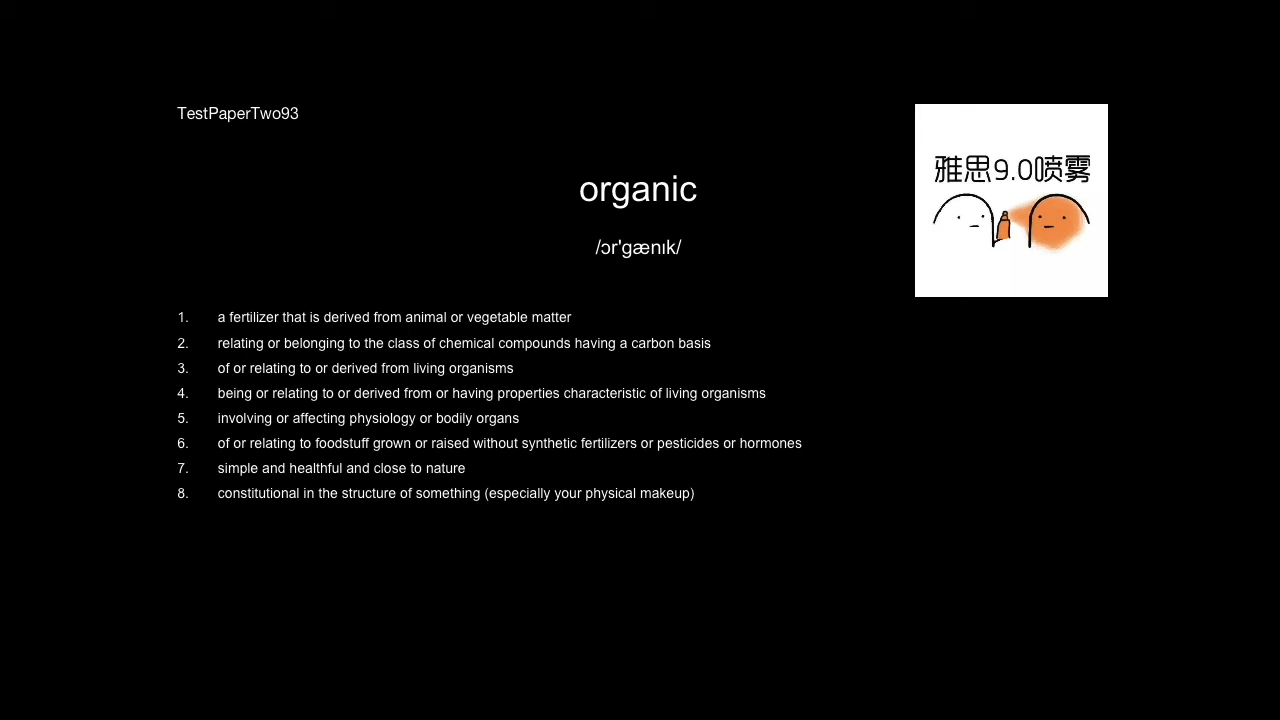 TestPaperTwo93
雅思9.0喷雾
organic
/ɔr'gænɪk/
1. a fertilizer that is derived from animal or vegetable matter
2. relating or belonging to the class of chemical compounds having a carbon basis
3. of or relating to or derived from living organisms
4. being or relating to or derived from or having properties characteristic of living organisms
5. involving or affecting physiology or bodily organs
6. of or relating to foodstuff grown or raised without synthetic fertilizers or pesticides or hormones
7. simple and healthful and close to nature
8. constitutional in the structure of something (especially your physical makeup)